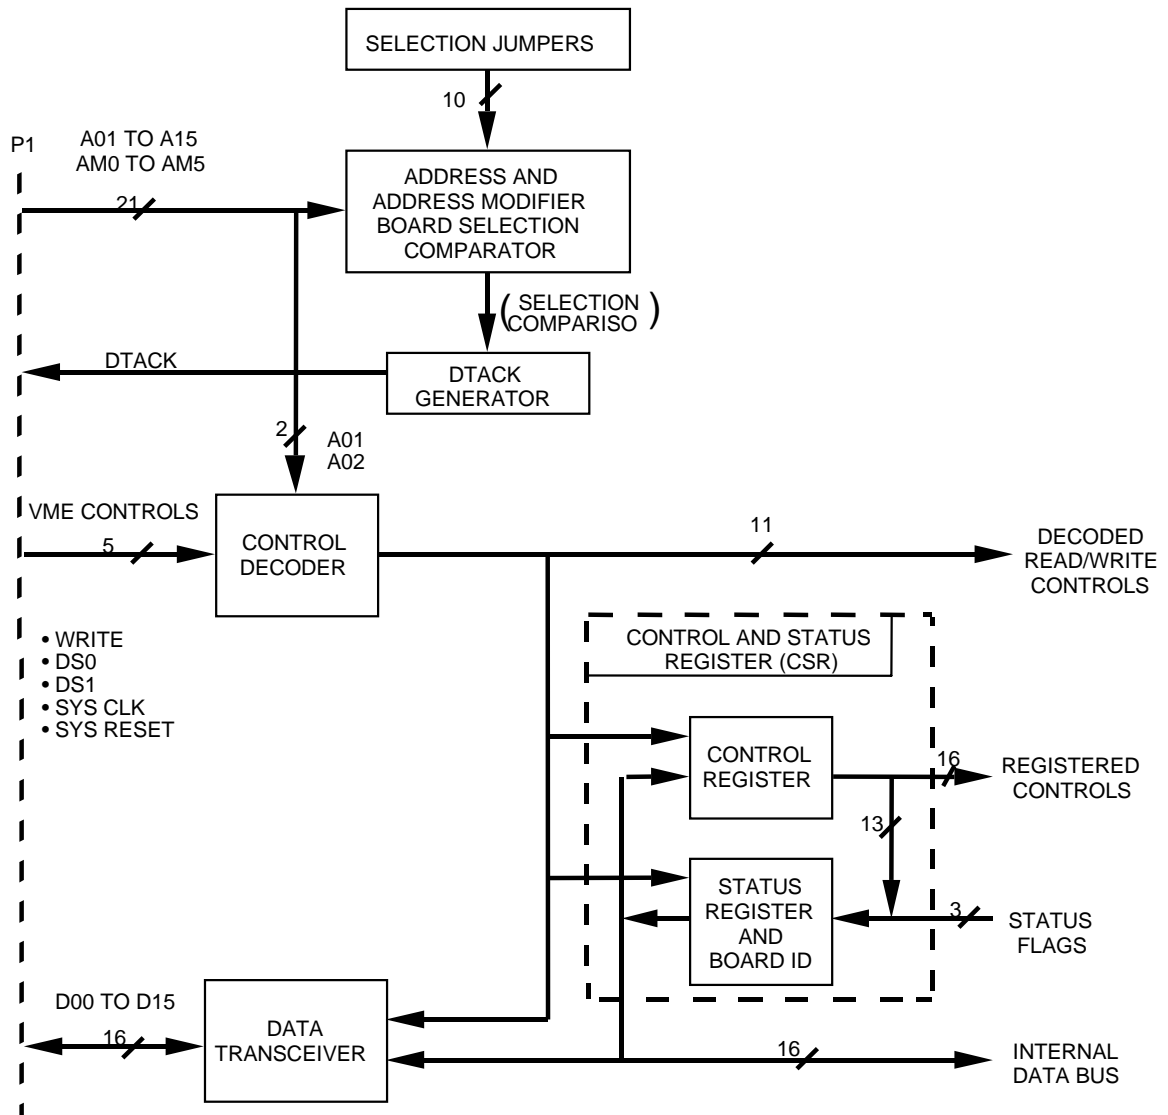 SELECTION JUMPERS
10
P1
A01 TO A15
AM0 TO AM5
21
ADDRESS AND
ADDRESS MODIFIER
BOARD SELECTION
COMPARATOR
( SELECTION )
COMPARISO
DTACK
DTACK
GENERATOR
2
A01
A02
VME CONTROLS
5
CONTROL
DECODER
11
DECODED
READ/WRITE
CONTROLS
• WRITE
• DS0
• DS1
• SYS CLK
• SYS RESET
CONTROL AND STATUS
REGISTER (CSR)
CONTROL
REGISTER
16
REGISTERED
CONTROLS
13
STATUS
REGISTER
AND
BOARD ID
3
STATUS
FLAGS
D00 TO D15
16
DATA
TRANSCEIVER
16
INTERNAL
DATA BUS